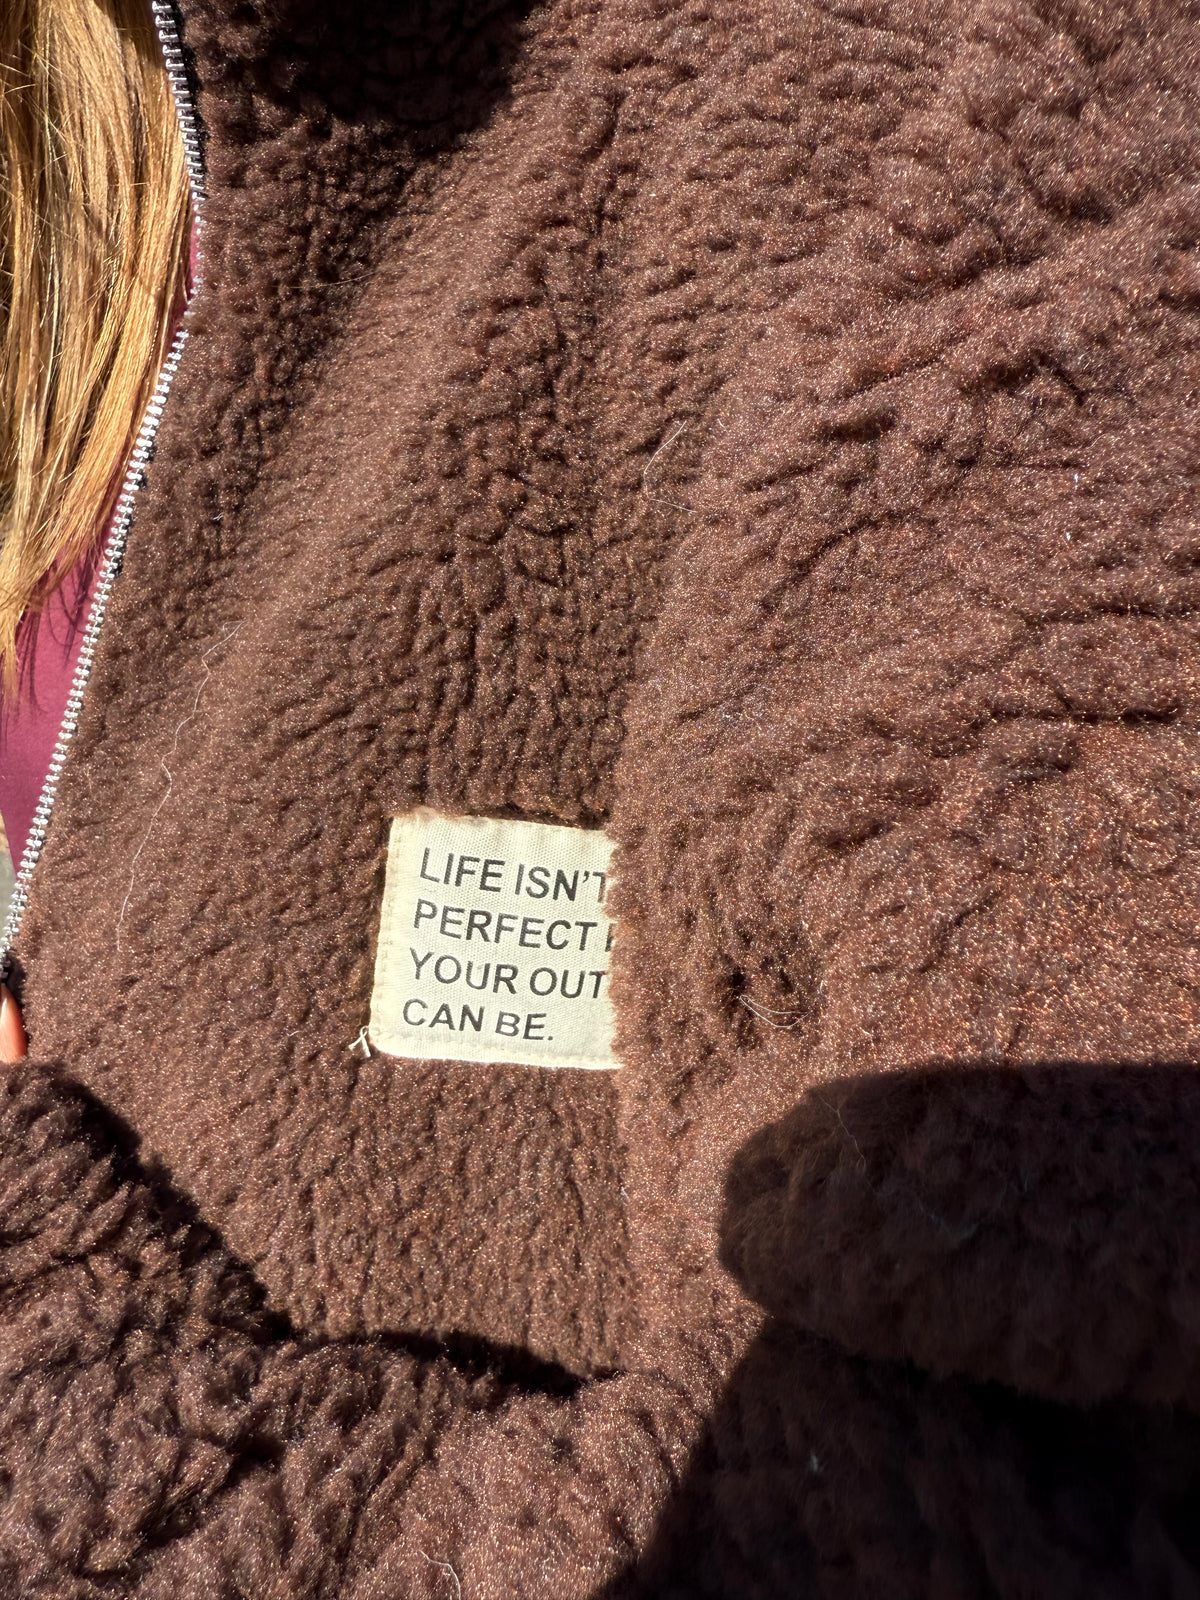 LIFE ISN'T
PERFECT
YOUR OUT
CAN BE.